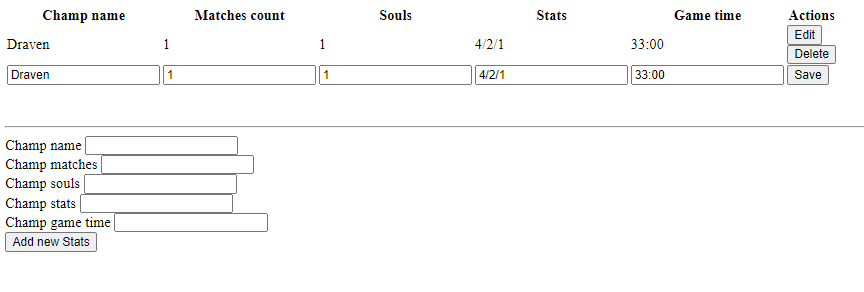 Champ name Matches count Souls Stats Game time Actions
Draven 1 1 4/2/1 33:00 Edit
Delete
Draven 1 1 4/2/1 33:00 Save
Champ name
Champ matches
Champ souls
Champ stats
Champ game time
Add new Stats